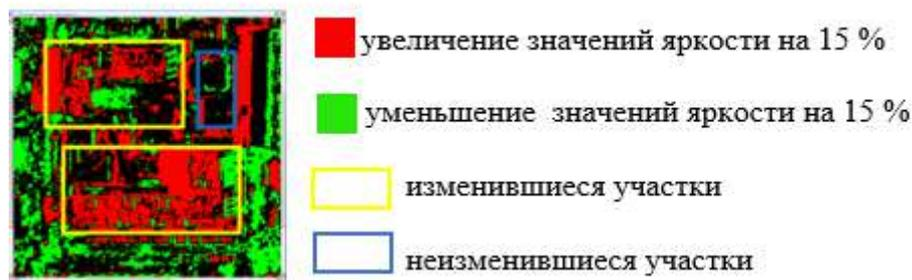 увеличение значений яркости на 15 %
уменьшение значений яркости на 15 %
изменившиеся участки
неизменившиеся участки